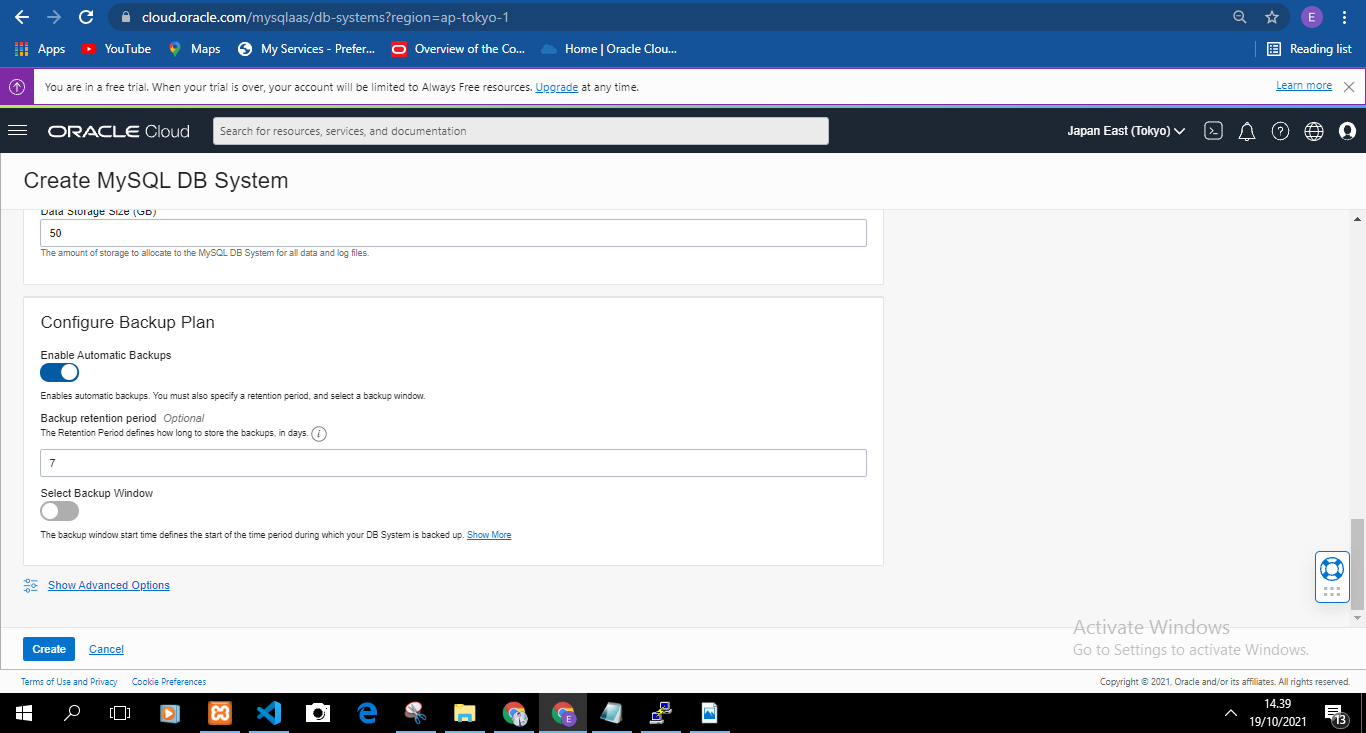 cloud.oracle.com/mysqlaas/db-systems?region=ap-tokyo-1
E
Apps YouTube Maps My Services - Prefer... Overview of the Co... Home | Oracle Clou... Reading list
You are in a free trial. When your trial is over, your account will be limited to Always Free resources. Upgrade at any time. Learn more
ORACLE Cloud Search for resources, services, and documentation Japan East (Tokyo)
Create MySQL DB System
Data Storage Size (GB)
50
The amount of storage to allocate to the MySQL DB System for all data and log files.
Configure Backup Plan
Enable Automatic Backups
Enables automatic backups. You must also specify a retention period, and select a backup window.
Backup retention period Optional
The Retention Period defines how long to store the backups, in days.
7
Select Backup Window
The backup window start time defines the start of the time period during which your DB System is backed up. Show More
Show Advanced Options
Activate Windows
Go to Settings to activate Windows.
Create Cancel
Terms of Use and Privacy Cookie Preferences Copyright © 2021, Oracle and/or its affiliates. All rights reserved.
14.39
19/10/2021
13